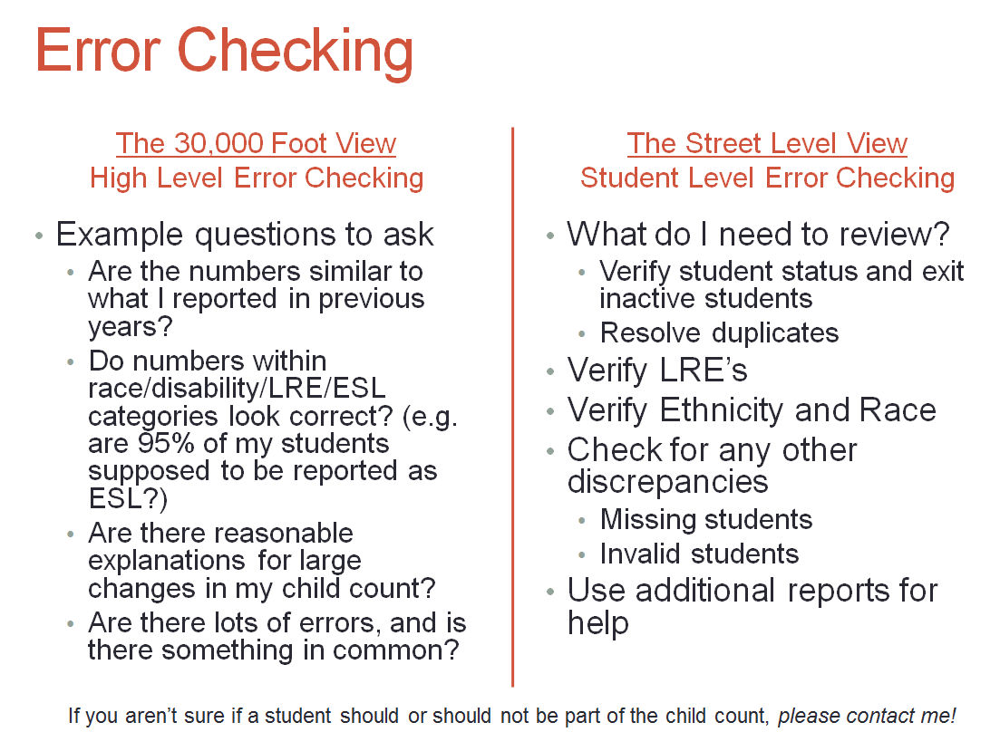 Error Checking
The 30,000 Foot View
High Level Error Checking
• Example questions to ask
• Are the numbers similar to
what I reported in previous
years?
• Do numbers within
race/disability/LRE/ESL
categories look correct? (e.g.
are 95% of my students
supposed to be reported as
ESL?)
• Are there reasonable
explanations for large
changes in my child count?
• Are there lots of errors, and is
there something in common?
The Street Level View
Student Level Error Checking
• What do I need to review?
• Verify student status and exit
inactive students
• Resolve duplicates
• Verify LRE’s
• Verify Ethnicity and Race
• Check for any other
discrepancies
• Missing students
• Invalid students
• Use additional reports for
help
If you aren’t sure if a student should or should not be part of the child count, please contact me!